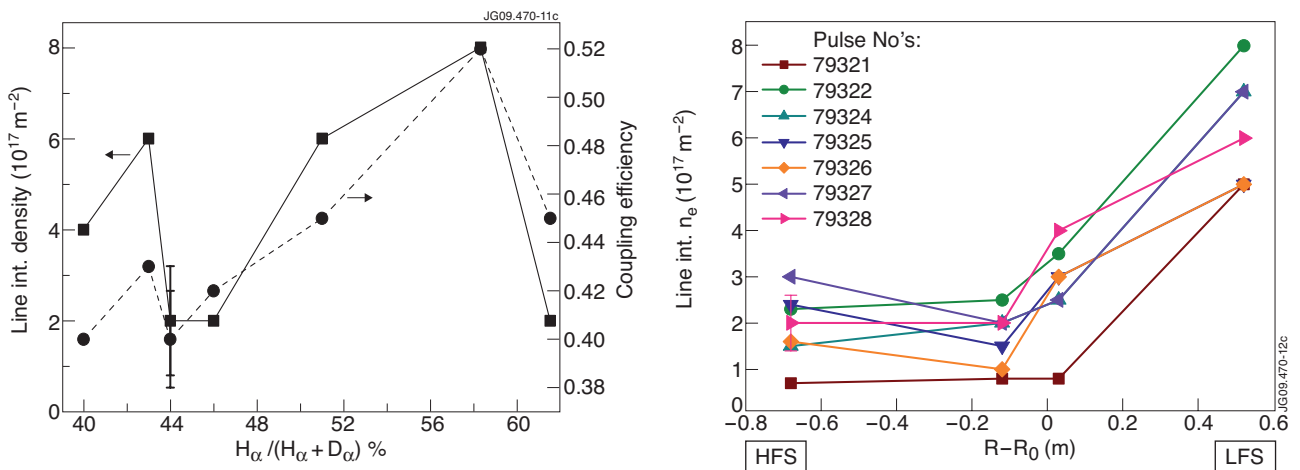 JG09.470-11c
Line int. density (10¹⁷ m⁻²)
8
6
4
2
0
0.52
0.50
0.48
0.46
0.44
0.42
0.40
0.38
Coupling efficiency
40 44 48 52 56 60
Hα /(Hα + Dα) %
Line int. nₑ (10¹⁷ m⁻²)
8
7
6
5
4
3
2
1
0
Pulse No's:
79321
79322
79324
79325
79326
79327
79328
JG09.470-12c
−0.8 −0.6 −0.4 −0.2 0 0.2 0.4 0.6
HFS R−R₀ (m) LFS